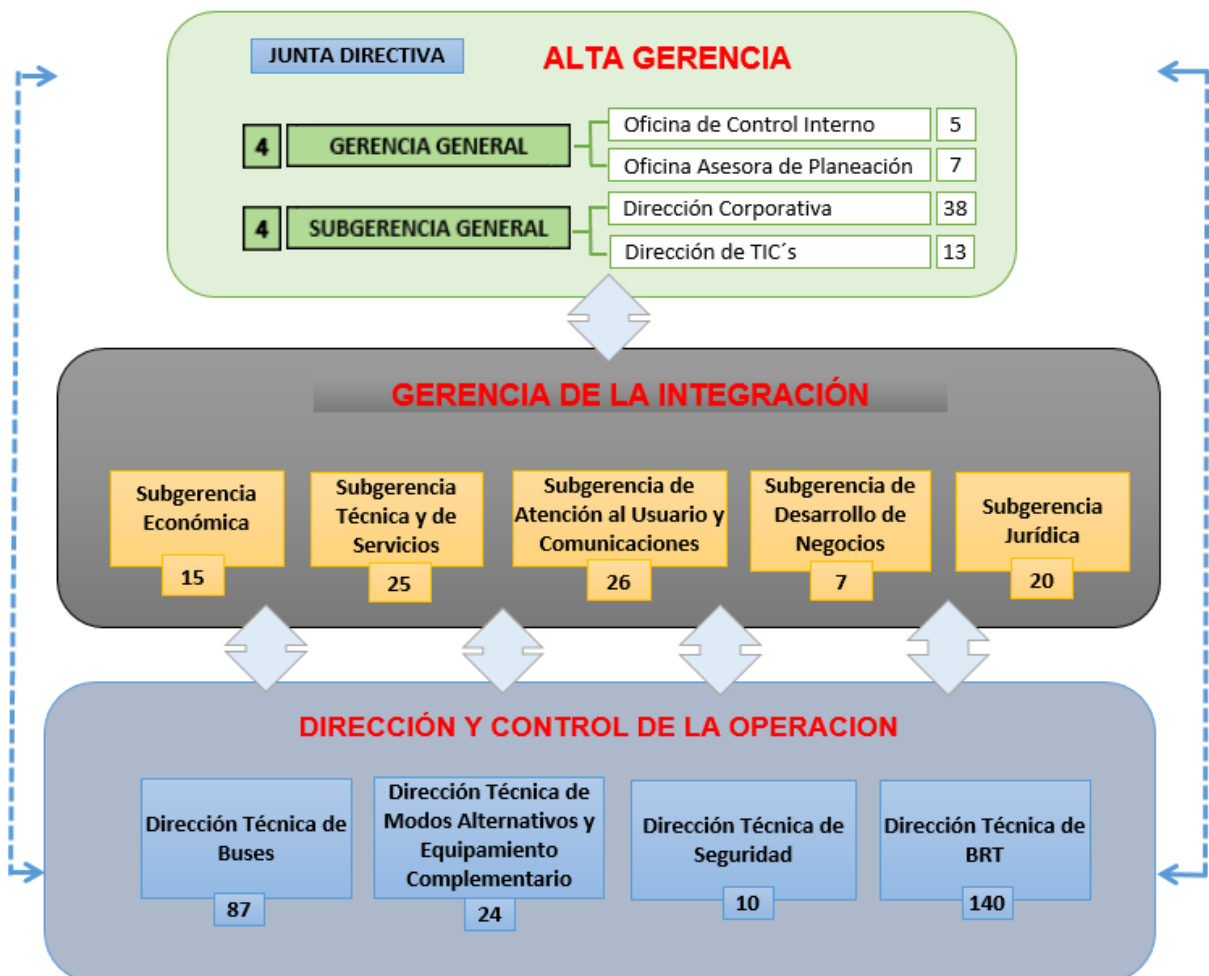 JUNTA DIRECTIVA
ALTA GERENCIA
4
GERENCIA GENERAL
Oficina de Control Interno
5
Oficina Asesora de Planeación
7
4
SUBGERENCIA GENERAL
Dirección Corporativa
38
Dirección de TIC´s
13
GERENCIA DE LA INTEGRACIÓN
Subgerencia
Económica
15
Subgerencia
Técnica y de
Servicios
25
Subgerencia de
Atención al Usuario y
Comunicaciones
26
Subgerencia de
Desarrollo de
Negocios
7
Subgerencia
Jurídica
20
DIRECCIÓN Y CONTROL DE LA OPERACION
Dirección Técnica de
Buses
87
Dirección Técnica de
Modos Alternativos y
Equipamiento
Complementario
24
Dirección Técnica de
Seguridad
10
Dirección Técnica de
BRT
140